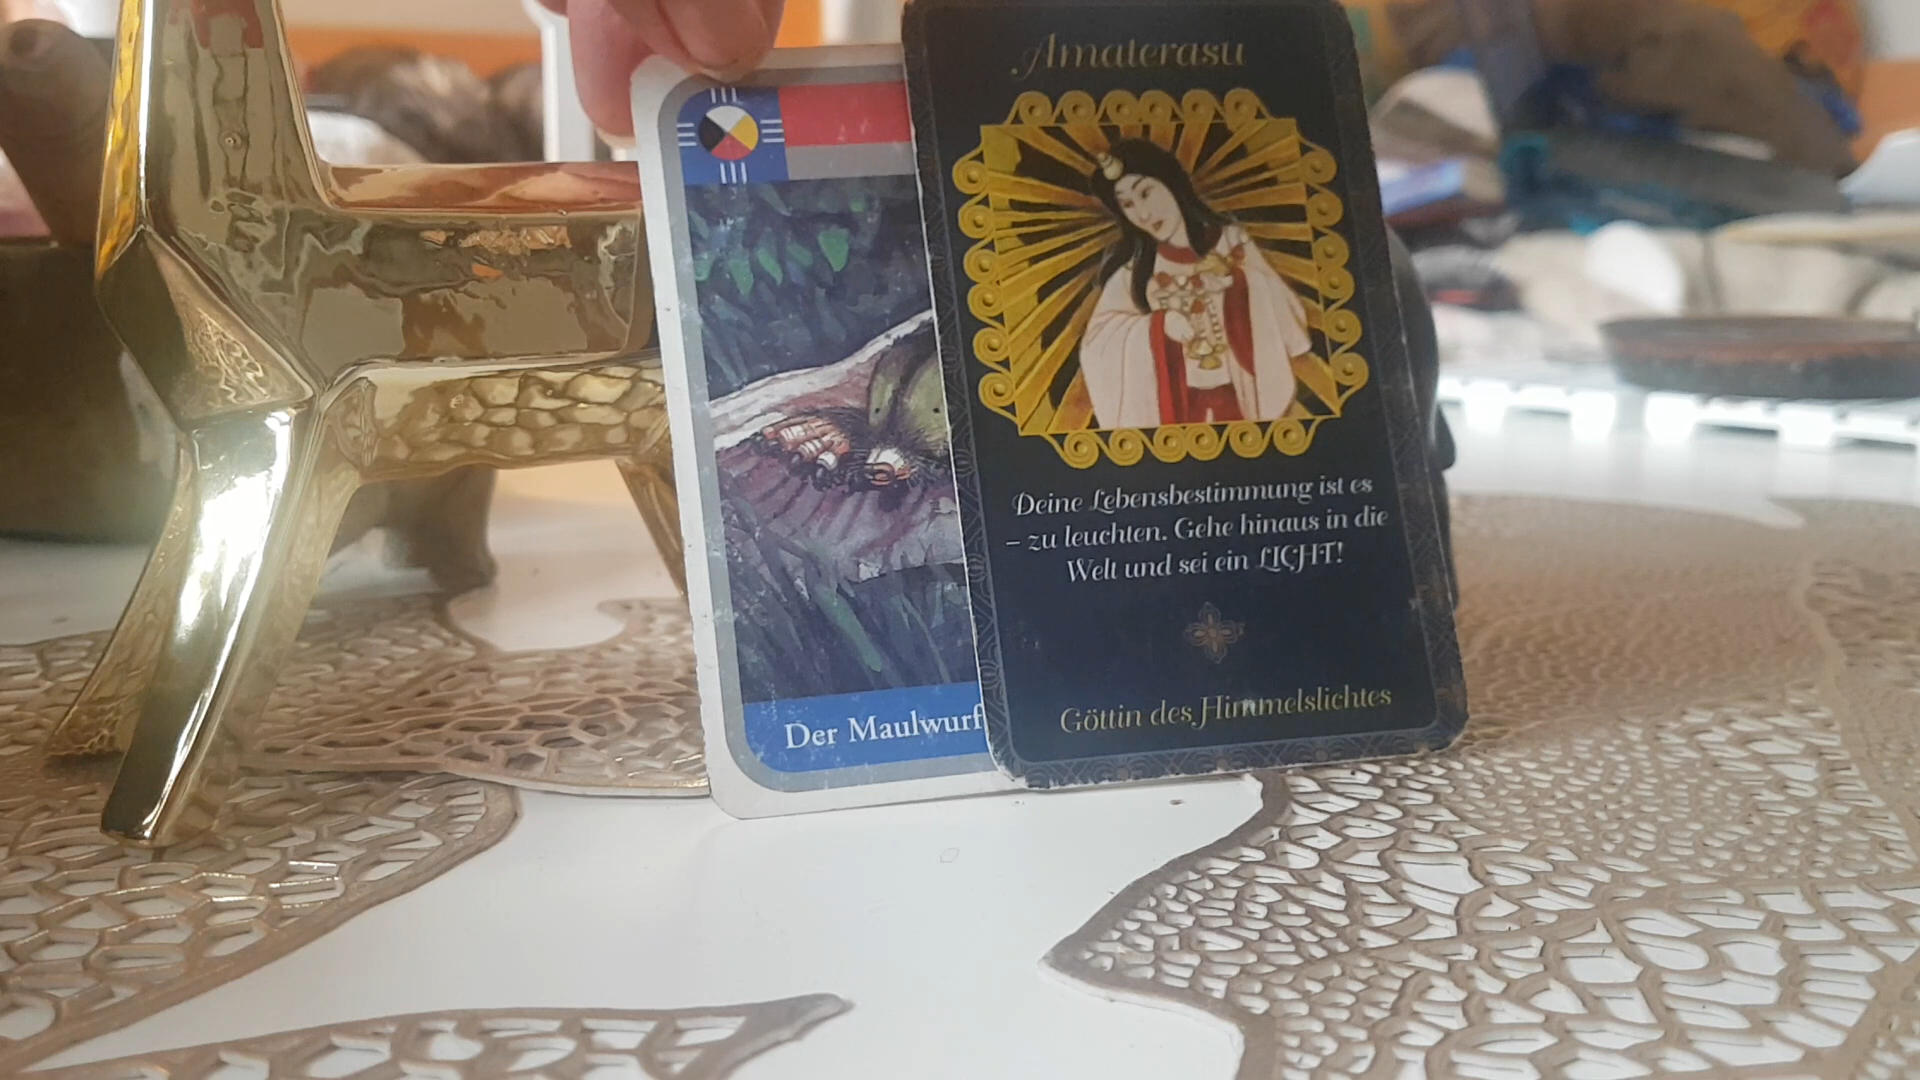 Amaterasu
Deine Lebensbestimmung ist es
– zu leuchten. Gehe hinaus in die
Welt und sei ein LICHT!
Göttin des Himmelslichtes
Der Maulwurf